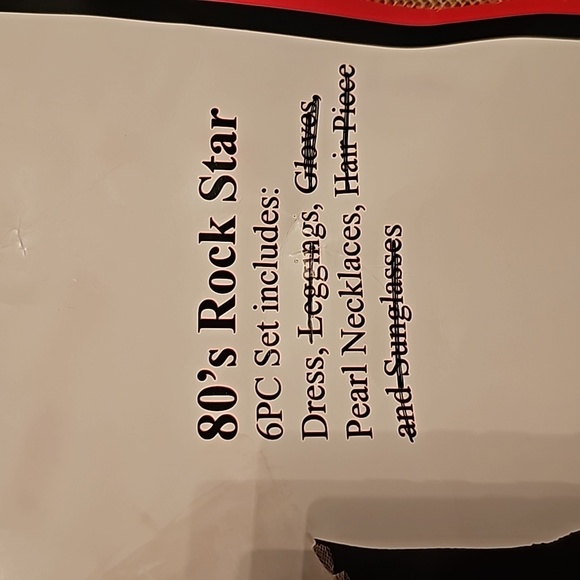 80's Rock Star
6PC Set includes:
Dress, Leggings, Gloves,
Pearl Necklaces, Hair Piece
and Sunglasses